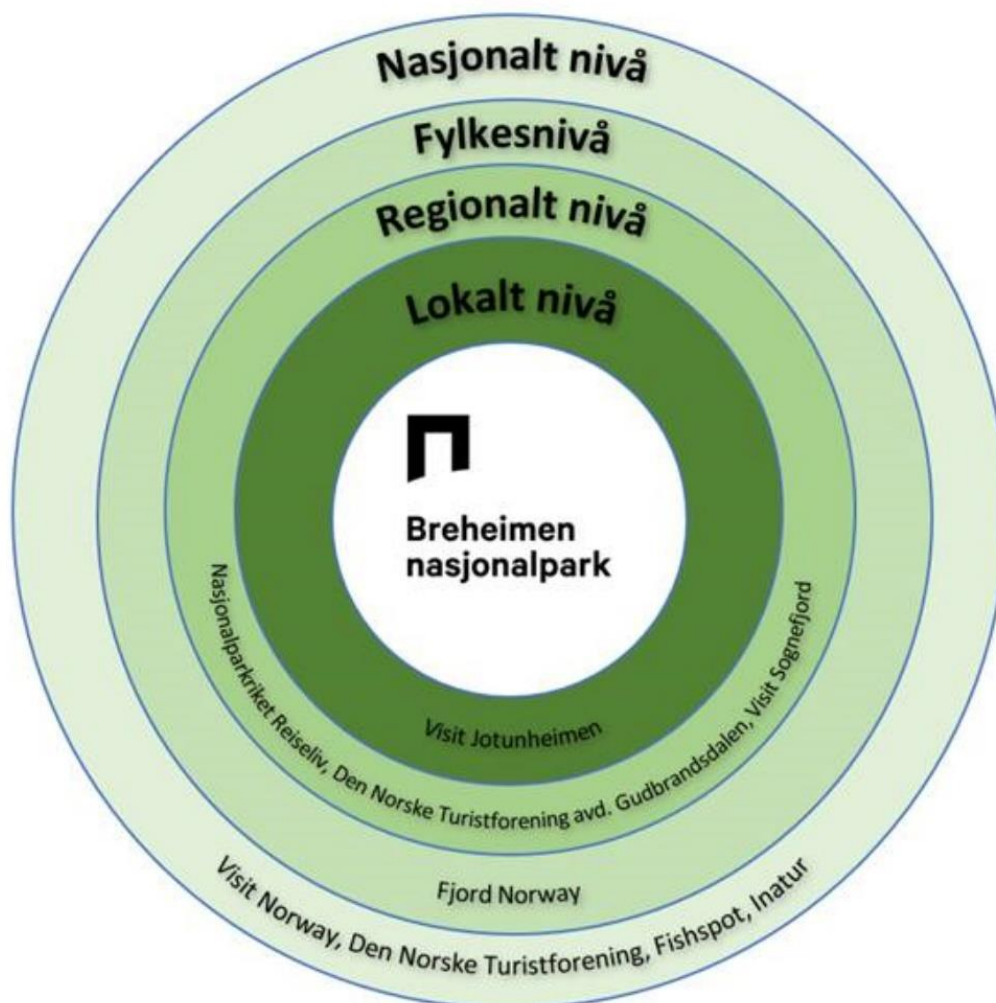 Nasjonalt nivå
Fylkesnivå
Regionalt nivå
Lokalt nivå
Breheimen
nasjonalpark
Visit Jotunheimen
Nasjonalparkriket Reiseliv, Den Norske Turistforening avd. Gudbrandsdalen, Visit Sognefjord
Fjord Norway
Visit Norway, Den Norske Turistforening, Fishspot, Inatur